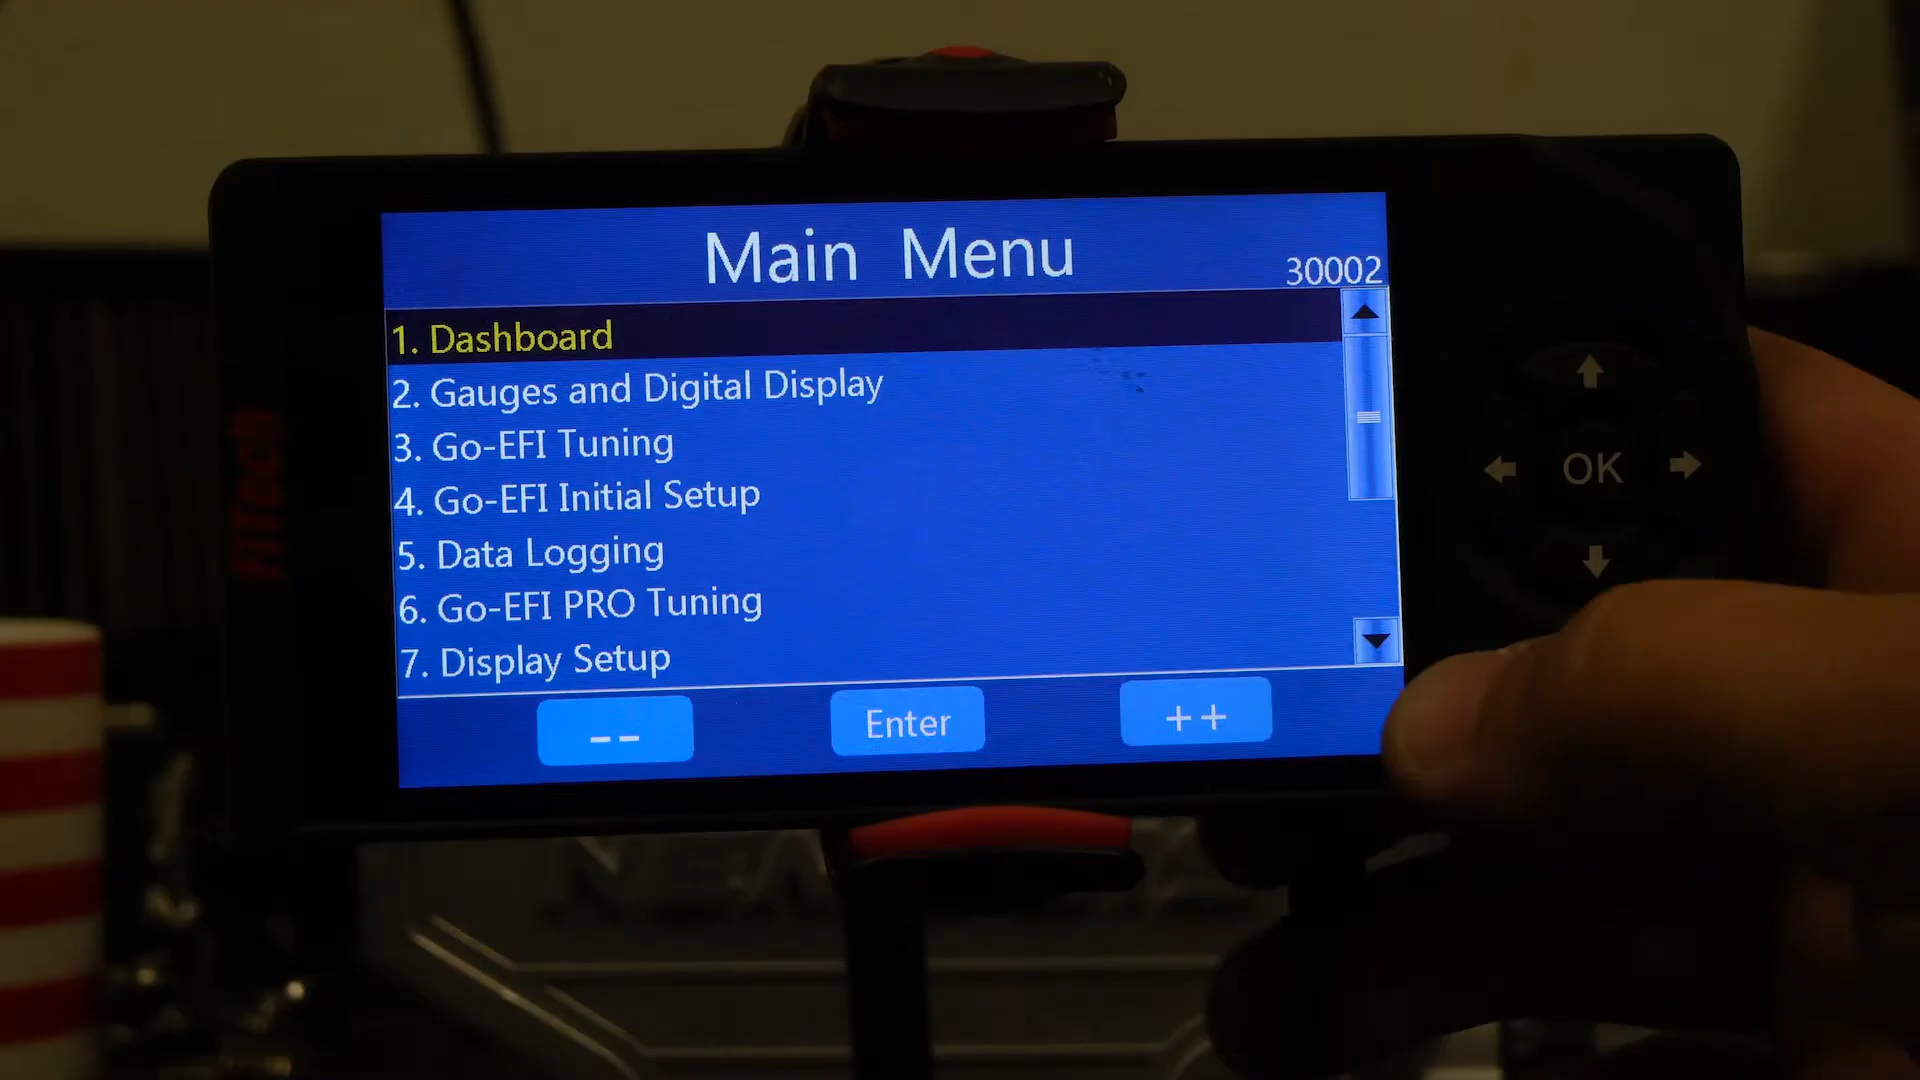 Main Menu
30002
1. Dashboard
2. Gauges and Digital Display
3. Go-EFI Tuning
4. Go-EFI Initial Setup
5. Data Logging
6. Go-EFI PRO Tuning
7. Display Setup
--
Enter
++
OK
FiTech